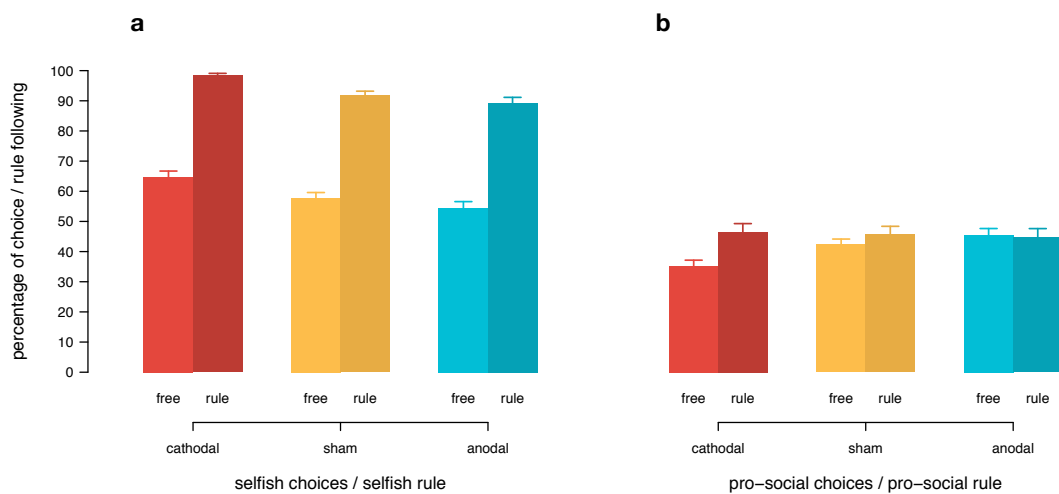 a
b
percentage of choice / rule following
100
90
80
70
60
50
40
30
20
10
0
free rule free rule free rule
cathodal sham anodal
selfish choices / selfish rule
free rule free rule free rule
cathodal sham anodal
pro−social choices / pro−social rule